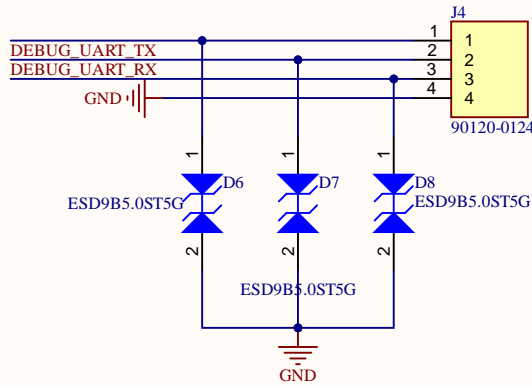 J4
1 1
DEBUG_UART_TX 2 2
DEBUG_UART_RX 3 3
GND 4 4
90120-0124
1 1 1
D6 D7 D8
ESD9B5.0ST5G ESD9B5.0ST5G
2 2 2
ESD9B5.0ST5G
GND